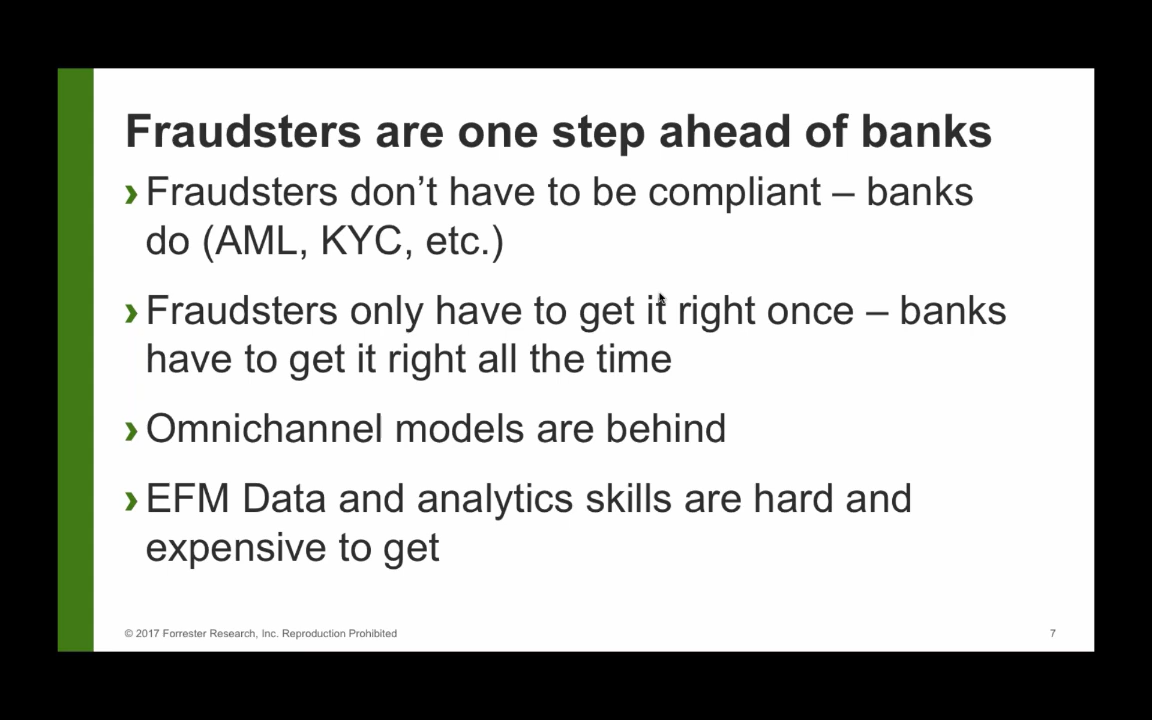 Fraudsters are one step ahead of banks
› Fraudsters don’t have to be compliant – banks
do (AML, KYC, etc.)
› Fraudsters only have to get it right once – banks
have to get it right all the time
› Omnichannel models are behind
› EFM Data and analytics skills are hard and
expensive to get
© 2017 Forrester Research, Inc. Reproduction Prohibited
7